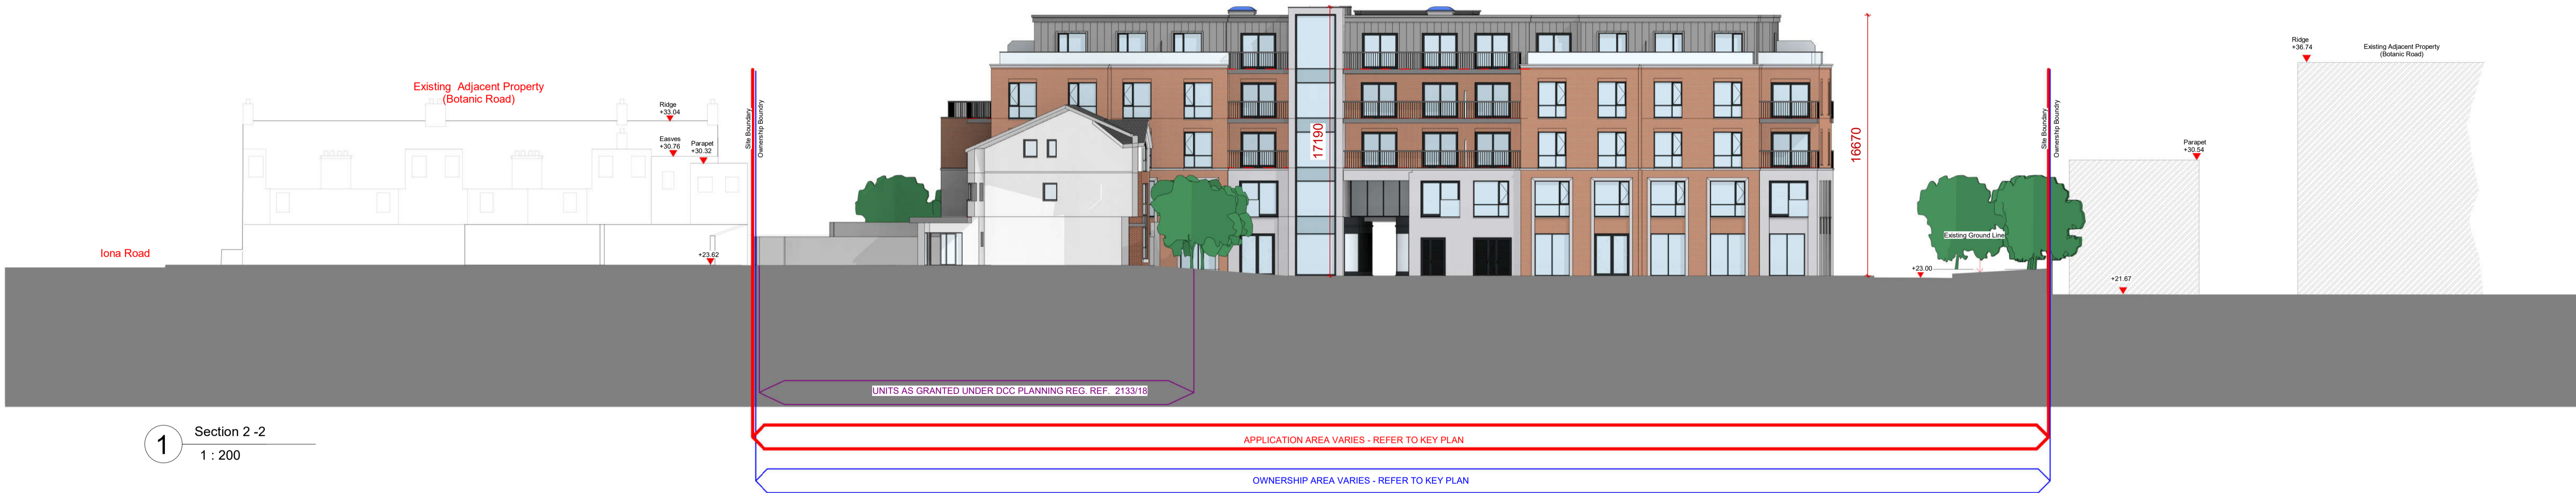 Existing Adjacent Property
(Botanic Road)
Ridge
+33.04
Easves
+30.76
Parapet
+30.32
Iona Road
+23.62
Site Boundary
Ownership Boundry
17190
16670
Site Boundary
Ownership Boundry
Existing Ground Line
+23.00
+21.67
Parapet
+30.54
Ridge
+36.74
Existing Adjacent Property
(Botanic Road)
UNITS AS GRANTED UNDER DCC PLANNING REG. REF. 2133/18
APPLICATION AREA VARIES - REFER TO KEY PLAN
OWNERSHIP AREA VARIES - REFER TO KEY PLAN
1
Section 2 -2
1 : 200